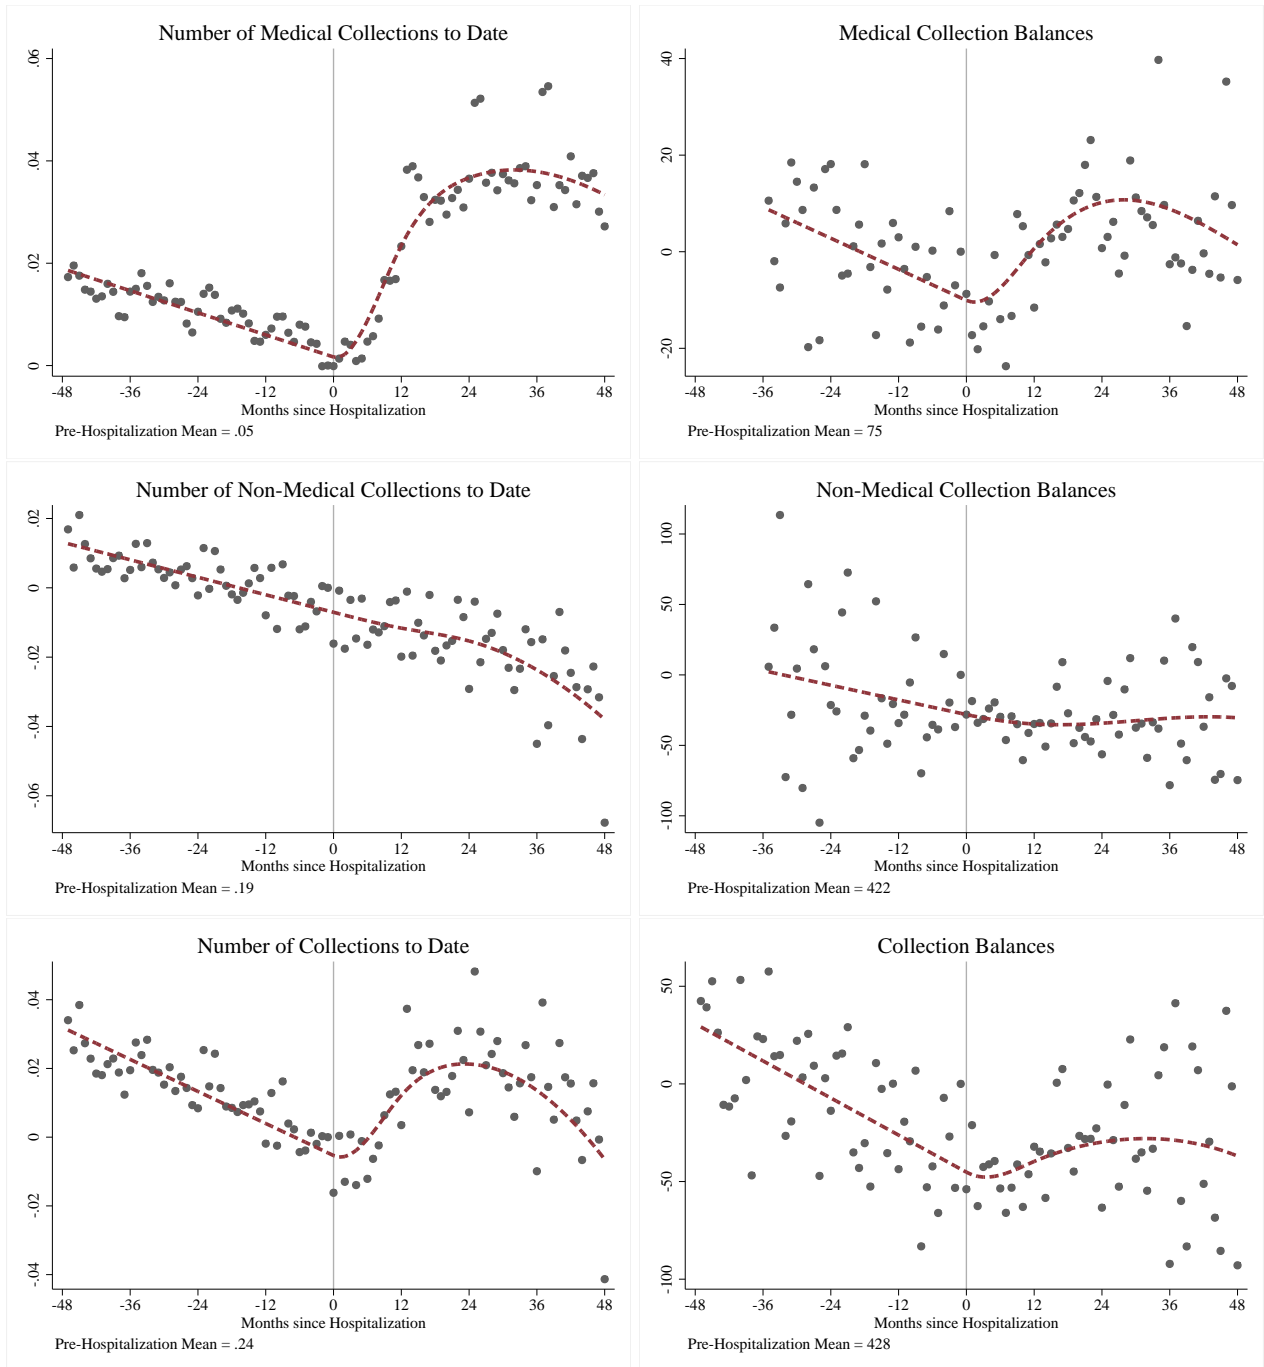 Number of Medical Collections to Date
.06
.04
.02
0
-48 -36 -24 -12 0 12 24 36 48
Months since Hospitalization
Pre-Hospitalization Mean = .05
Medical Collection Balances
40
20
0
-20
-48 -36 -24 -12 0 12 24 36 48
Months since Hospitalization
Pre-Hospitalization Mean = 75
Number of Non-Medical Collections to Date
.02
0
-.02
-.04
-.06
-48 -36 -24 -12 0 12 24 36 48
Months since Hospitalization
Pre-Hospitalization Mean = .19
Non-Medical Collection Balances
100
50
0
-50
-100
-48 -36 -24 -12 0 12 24 36 48
Months since Hospitalization
Pre-Hospitalization Mean = 422
Number of Collections to Date
.04
.02
0
-.02
-.04
-48 -36 -24 -12 0 12 24 36 48
Months since Hospitalization
Pre-Hospitalization Mean = .24
Collection Balances
50
0
-50
-100
-48 -36 -24 -12 0 12 24 36 48
Months since Hospitalization
Pre-Hospitalization Mean = 428